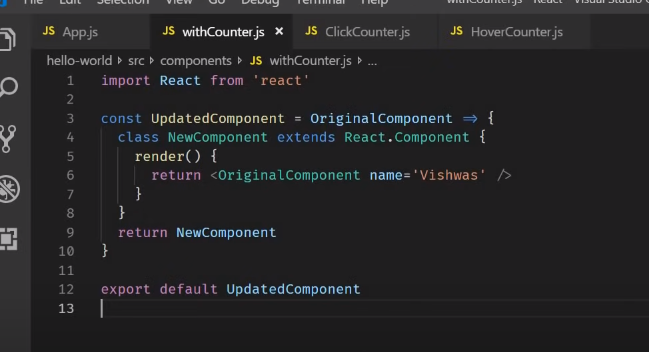 File Edit Selection View Go Debug Terminal Help withCounter.js - React - Visual Studio
JS App.js JS withCounter.js × JS ClickCounter.js JS HoverCounter.js
hello-world › src › components › JS withCounter.js › ...
1 import React from 'react'
2
3 const UpdatedComponent = OriginalComponent => {
4 class NewComponent extends React.Component {
5 render() {
6 return <OriginalComponent name='Vishwas' />
7 }
8 }
9 return NewComponent
10 }
11
12 export default UpdatedComponent
13